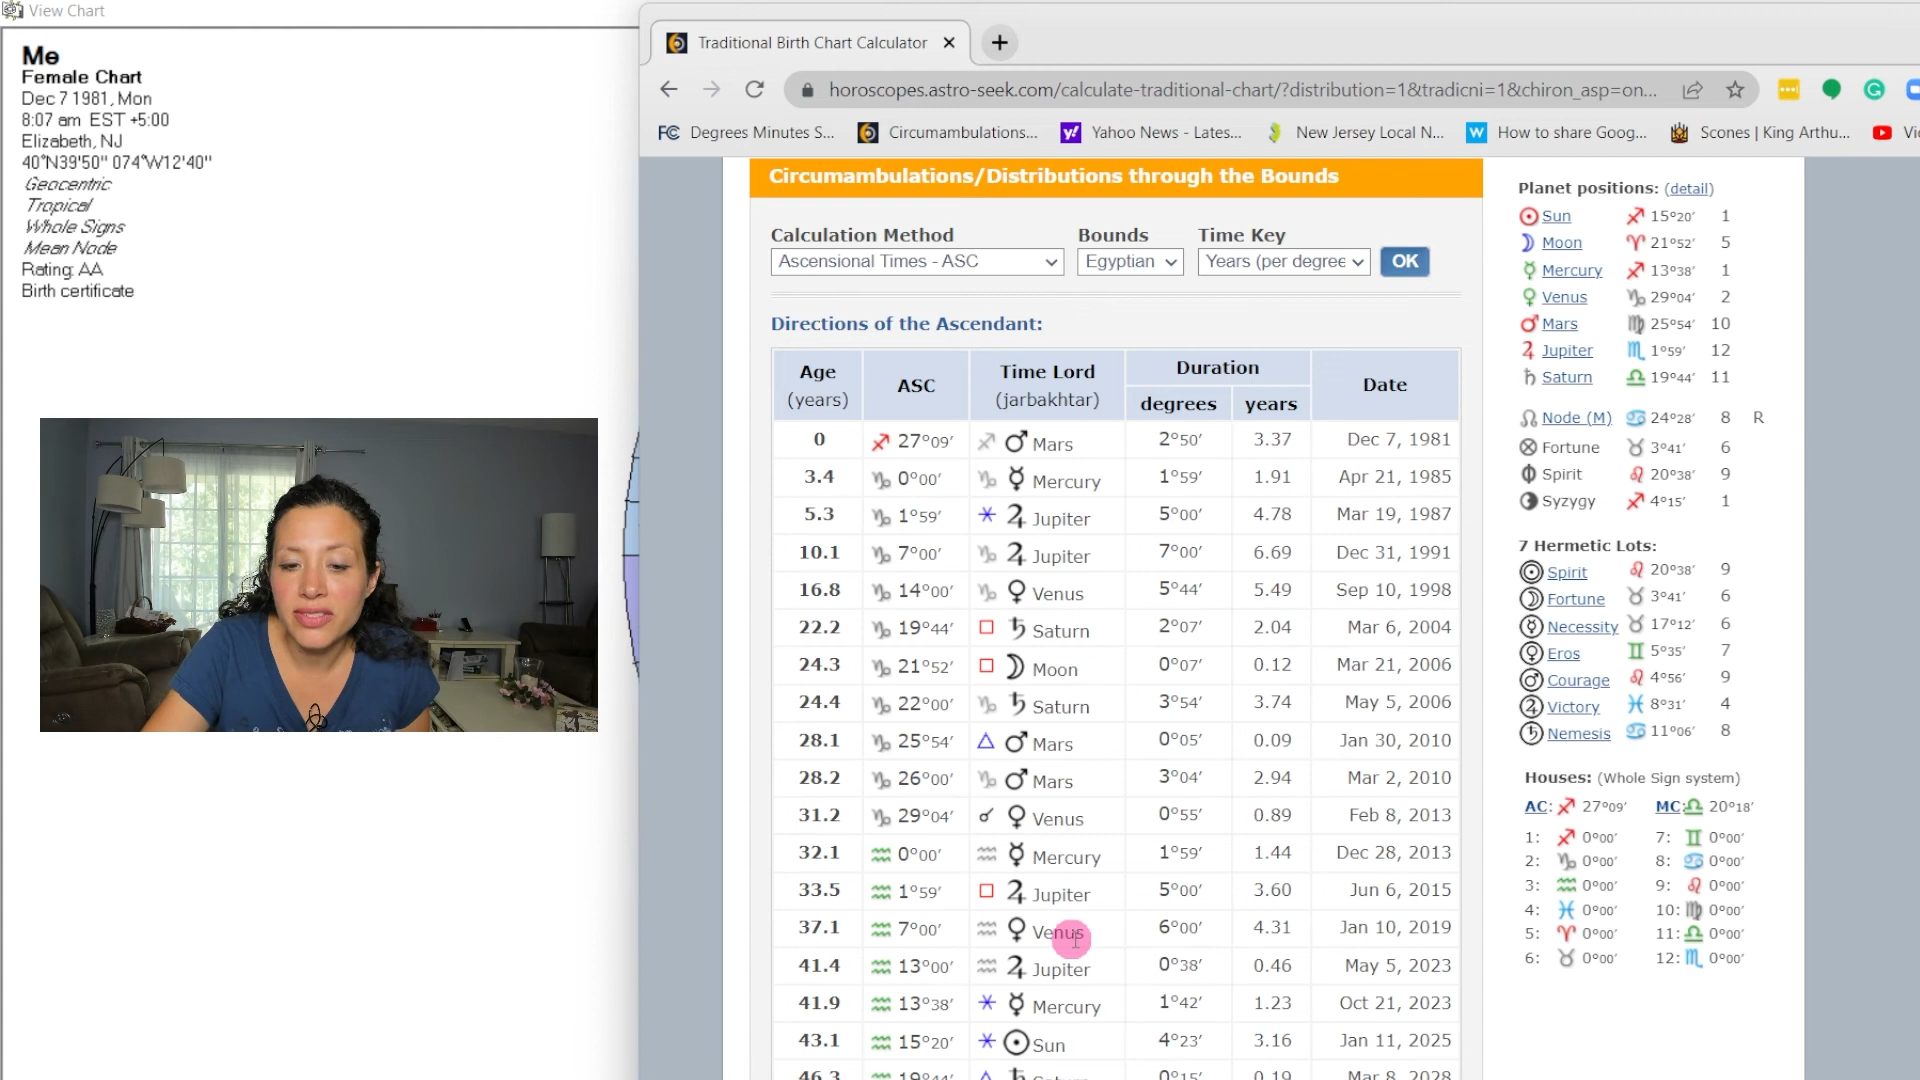 View Chart
Me
Female Chart
Dec 7 1981, Mon
8:07 am EST +5:00
Elizabeth, NJ
40°N39'50" 074°W12'40"
Geocentric
Tropical
Whole Signs
Mean Node
Rating: AA
Birth certificate
Traditional Birth Chart Calculator
horoscopes.astro-seek.com/calculate-traditional-chart/?distribution=1&tradicni=1&chiron_asp=on...
Degrees Minutes S... Circumambulations... Yahoo News - Lates... New Jersey Local N... How to share Goog... Scones | King Arthu...
Circumambulations/Distributions through the Bounds
Calculation Method Bounds Time Key
Ascensional Times - ASC Egyptian Years (per degree OK
Directions of the Ascendant:
Age (years) ASC Time Lord (jarbakhtar) Duration degrees years Date
0 ♐ 27°09' ♐ ♂ Mars 2°50' 3.37 Dec 7, 1981
3.4 ♑ 0°00' ♑ ☿ Mercury 1°59' 1.91 Apr 21, 1985
5.3 ♑ 1°59' ⚹ ♃ Jupiter 5°00' 4.78 Mar 19, 1987
10.1 ♑ 7°00' ♑ ♃ Jupiter 7°00' 6.69 Dec 31, 1991
16.8 ♑ 14°00' ♑ ♀ Venus 5°44' 5.49 Sep 10, 1998
22.2 ♑ 19°44' □ ♄ Saturn 2°07' 2.04 Mar 6, 2004
24.3 ♑ 21°52' □ ☽ Moon 0°07' 0.12 Mar 21, 2006
24.4 ♑ 22°00' ♑ ♄ Saturn 3°54' 3.74 May 5, 2006
28.1 ♑ 25°54' △ ♂ Mars 0°05' 0.09 Jan 30, 2010
28.2 ♑ 26°00' ♑ ♂ Mars 3°04' 2.94 Mar 2, 2010
31.2 ♑ 29°04' ☌ ♀ Venus 0°55' 0.89 Feb 8, 2013
32.1 ♒ 0°00' ♒ ☿ Mercury 1°59' 1.44 Dec 28, 2013
33.5 ♒ 1°59' □ ♃ Jupiter 5°00' 3.60 Jun 6, 2015
37.1 ♒ 7°00' ♒ ♀ Venus 6°00' 4.31 Jan 10, 2019
41.4 ♒ 13°00' ♒ ♃ Jupiter 0°38' 0.46 May 5, 2023
41.9 ♒ 13°38' ⚹ ☿ Mercury 1°42' 1.23 Oct 21, 2023
43.1 ♒ 15°20' ⚹ ☉ Sun 4°23' 3.16 Jan 11, 2025
46.3 ♒ 19°44' △ ♄ Saturn 0°15' 0.19 Mar 8, 2028
Planet positions: (detail)
Sun ♐ 15°20' 1
Moon ♈ 21°52' 5
Mercury ♐ 13°38' 1
Venus ♑ 29°04' 2
Mars ♍ 25°54' 10
Jupiter ♏ 1°59' 12
Saturn ♎ 19°44' 11
Node (M) ♋ 24°28' 8 R
Fortune ♉ 3°41' 6
Spirit ♌ 20°38' 9
Syzygy ♐ 4°15' 1
7 Hermetic Lots:
Spirit ♌ 20°38' 9
Fortune ♉ 3°41' 6
Necessity ♉ 17°12' 6
Eros ♊ 5°35' 7
Courage ♌ 4°56' 9
Victory ♓ 8°31' 4
Nemesis ♋ 11°06' 8
Houses: (Whole Sign system)
AC: ♐ 27°09' MC: ♎ 20°18'
1: ♐ 0°00' 7: ♊ 0°00'
2: ♑ 0°00' 8: ♋ 0°00'
3: ♒ 0°00' 9: ♌ 0°00'
4: ♓ 0°00' 10: ♍ 0°00'
5: ♈ 0°00' 11: ♎ 0°00'
6: ♉ 0°00' 12: ♏ 0°00'